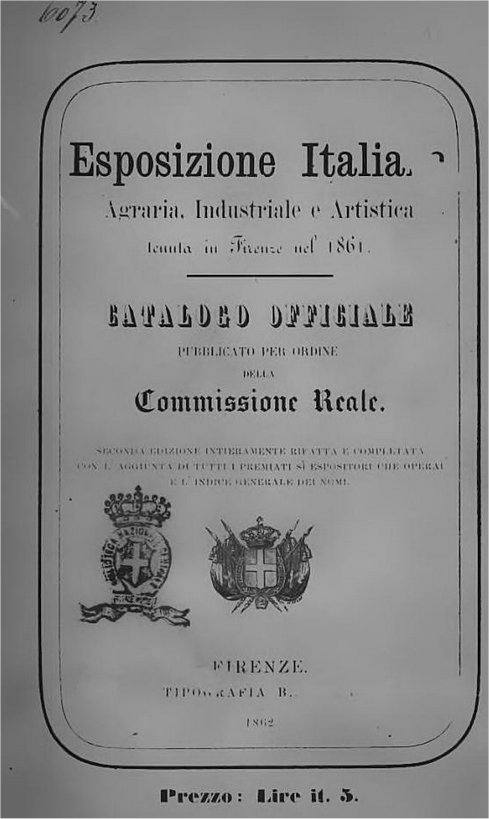 6073
Esposizione Italia
Agraria, Industriale e Artistica
tenuta in Firenze nel 1861.
CATALOGO OFFICIALE
PUBBLICATO PER ORDINE
DELLA
Commissione Reale.
SECONDA EDIZIONE INTIERAMENTE RIFATTA E COMPLETATA
CON L'AGGIUNTA DI TUTTI I PREMIATI SÌ ESPOSITORI CHE OPERAI
E L'INDICE GENERALE DEI NOMI.
FIRENZE.
TIPOGRAFIA B.
1862
Prezzo: Lire it. 5.